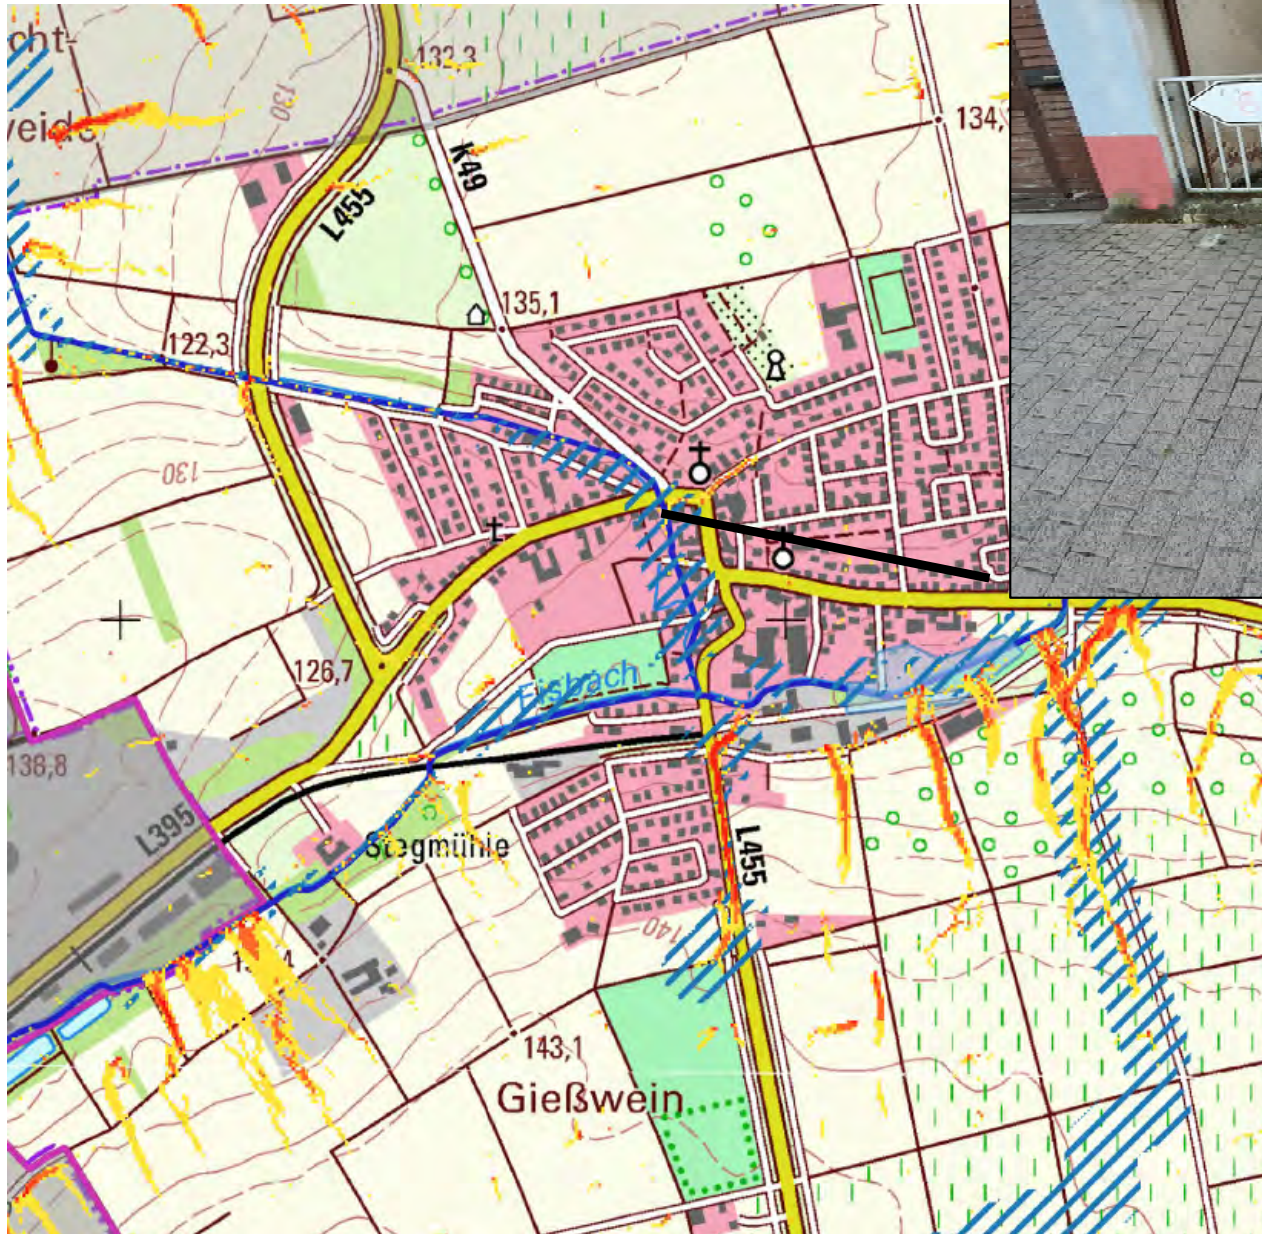 cht-
132,3
130
K49
134,
L455
135,1
122,3
130
Eisbach
126,7
138,8
L395
Stegmühle
L455
140
143,1
Gießwein